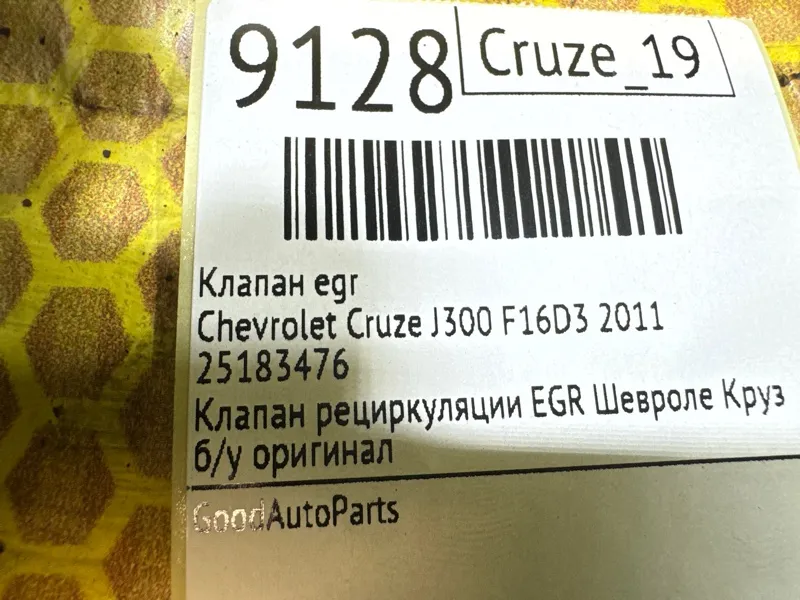 9128
Cruze_19
Клапан egr
Chevrolet Cruze J300 F16D3 2011
25183476
Клапан рециркуляции EGR Шевроле Круз
б/у оригинал
GoodAutoParts